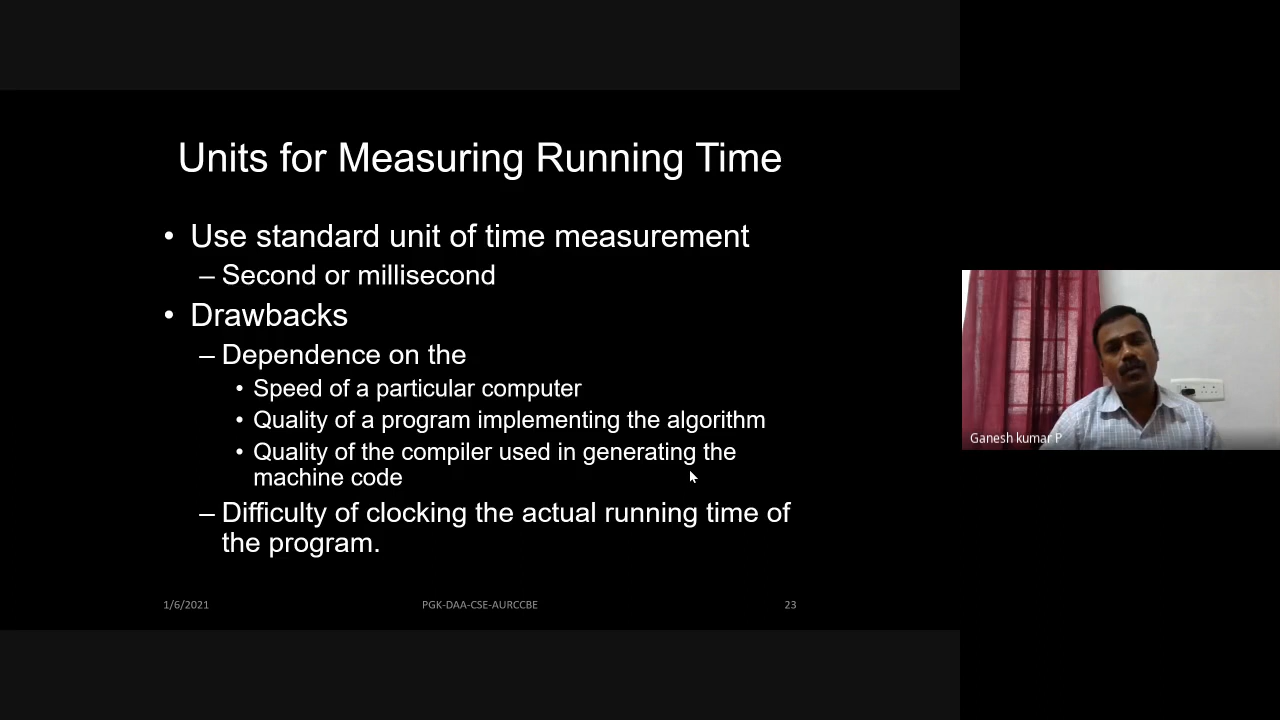 Units for Measuring Running Time
• Use standard unit of time measurement
– Second or millisecond
• Drawbacks
– Dependence on the
• Speed of a particular computer
• Quality of a program implementing the algorithm
• Quality of the compiler used in generating the
machine code
– Difficulty of clocking the actual running time of
the program.
1/6/2021 PGK-DAA-CSE-AURCCBE 23
Ganesh kumar P